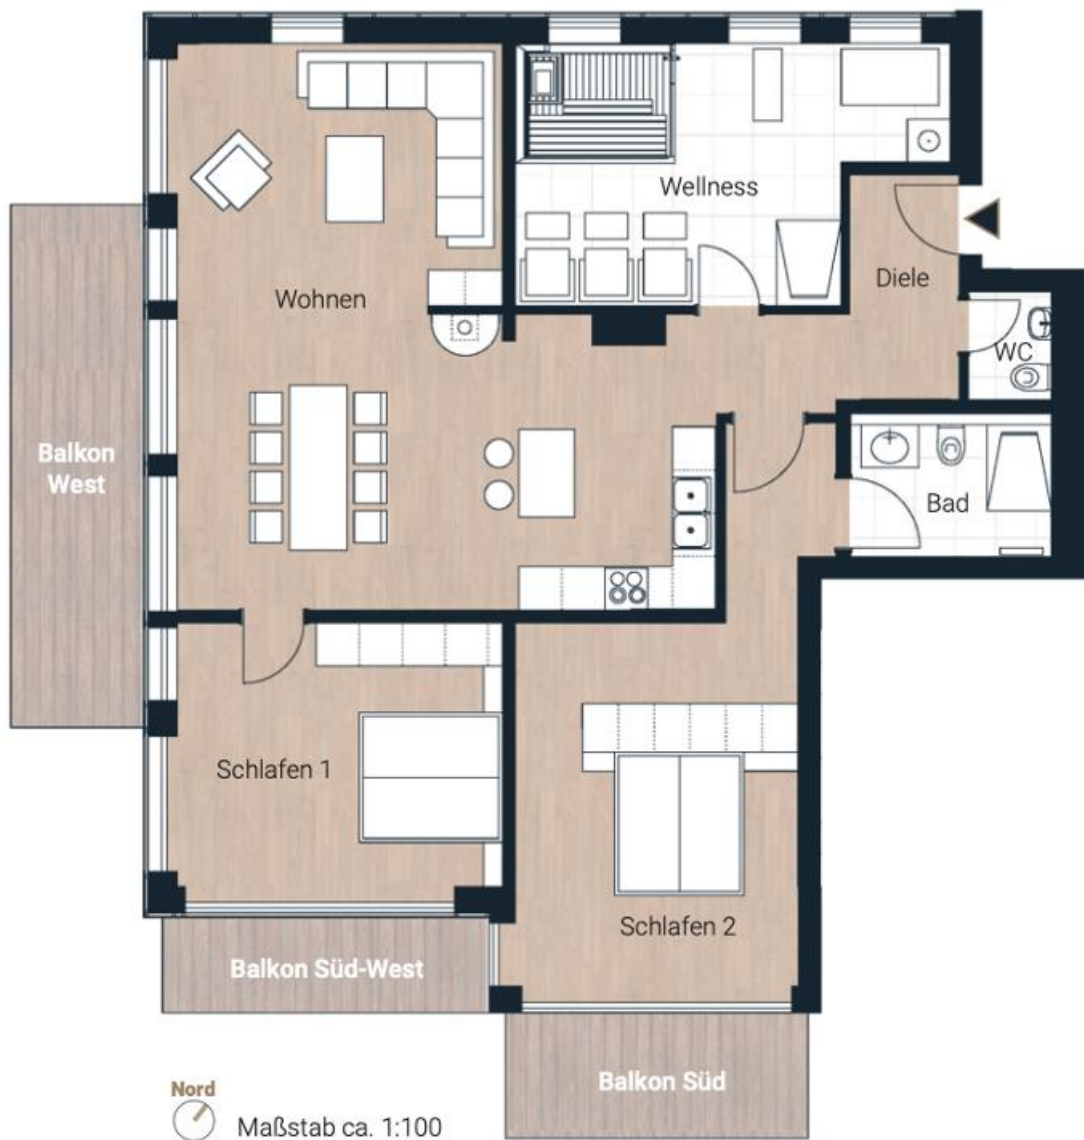 Wellness
Diele
Wohnen
WC
Balkon
West
Bad
Schlafen 1
Schlafen 2
Balkon Süd-West
Balkon Süd
Nord
Maßstab ca. 1:100